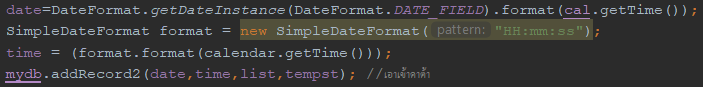 date=DateFormat.getDateInstance(DateFormat.DATE_FIELD).format(cal.getTime());
SimpleDateFormat format = new SimpleDateFormat( pattern: "HH:mm:ss");
time = (format.format(calendar.getTime()));
mydb.addRecord2(date,time,list,tempst); //เอาเข้าดาต้า